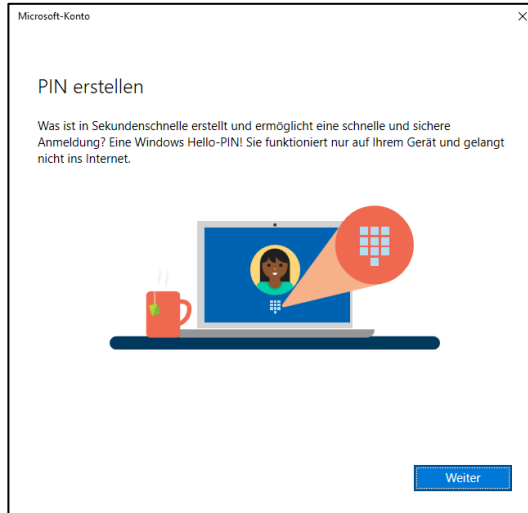 Microsoft-Konto
PIN erstellen
Was ist in Sekundenschnelle erstellt und ermöglicht eine schnelle und sichere
Anmeldung? Eine Windows Hello-PIN! Sie funktioniert nur auf Ihrem Gerät und gelangt
nicht ins Internet.
Weiter